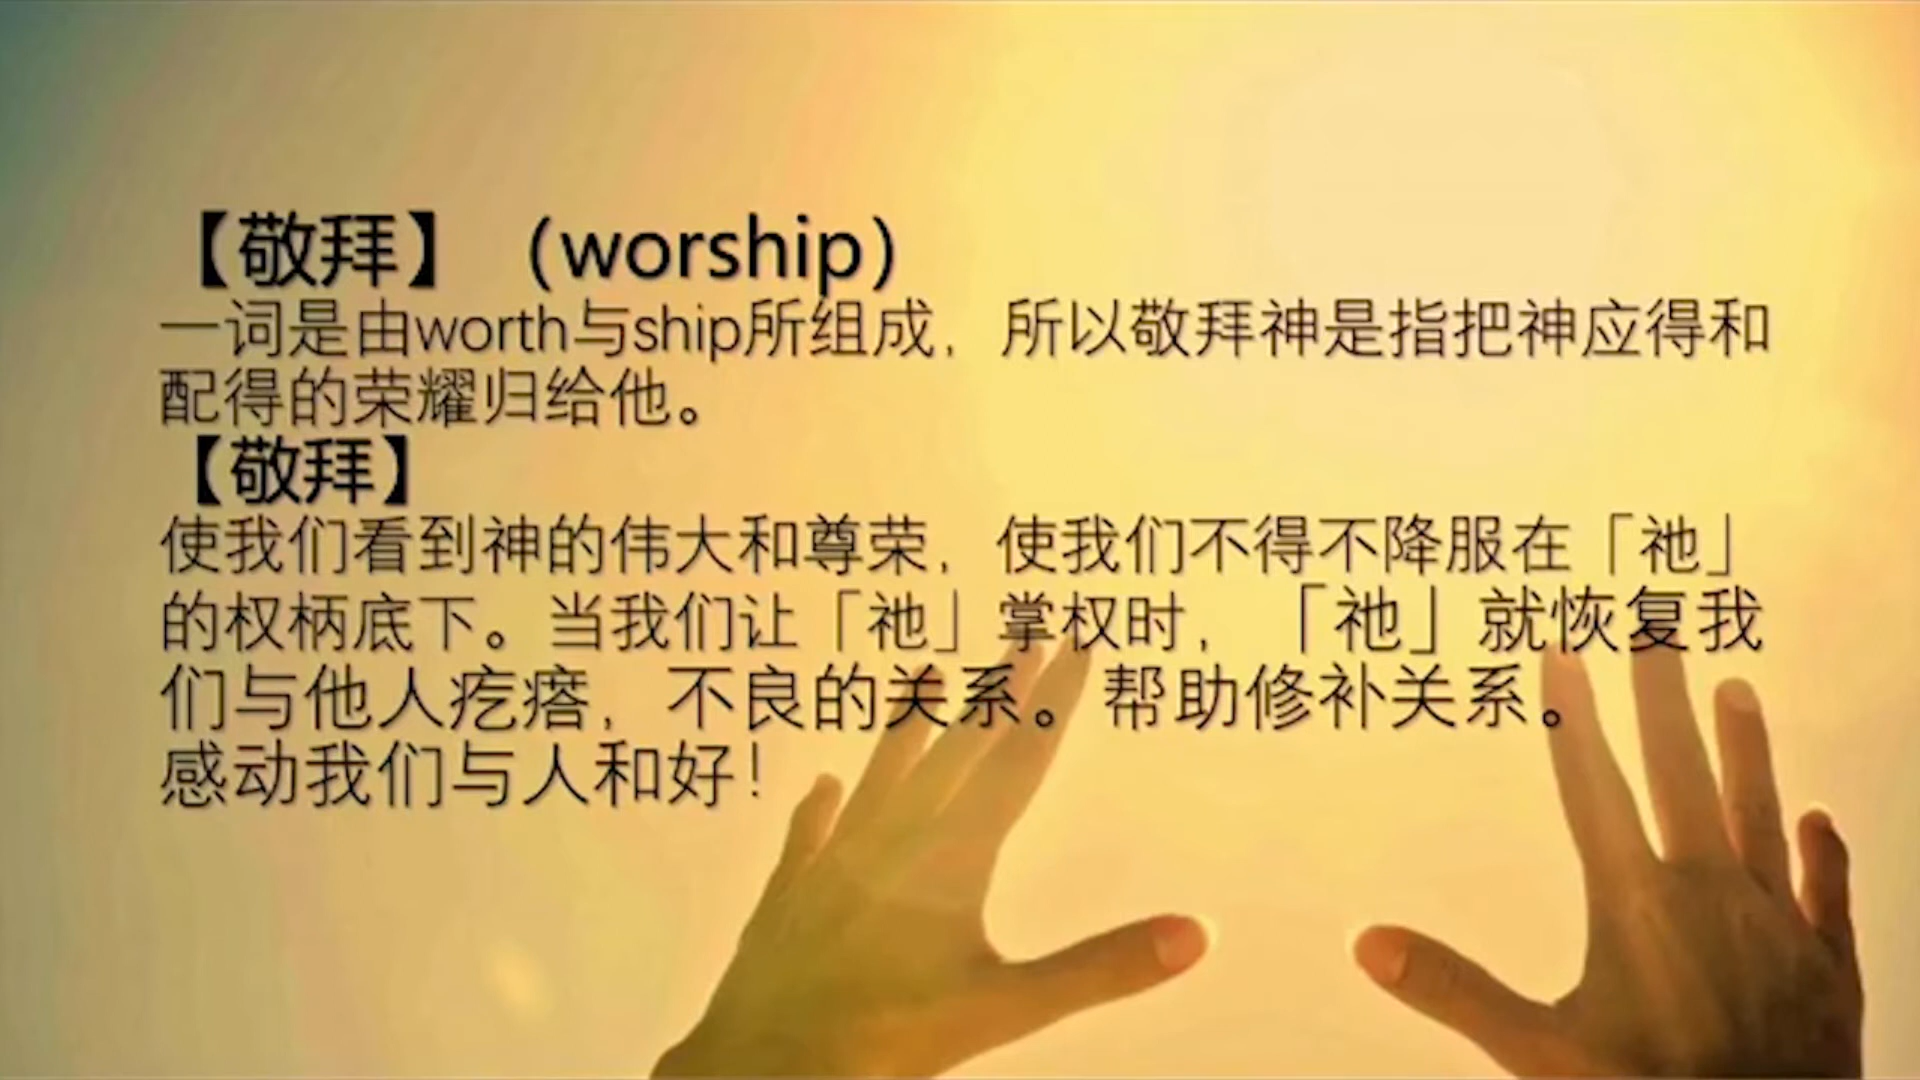 【敬拜】（worship）
一词是由worth与ship所组成，所以敬拜神是指把神应得和
配得的荣耀归给他。
【敬拜】
使我们看到神的伟大和尊荣，使我们不得不降服在「祂」
的权柄底下。当我们让「祂」掌权时，「祂」就恢复我
们与他人疙瘩，不良的关系。帮助修补关系。
感动我们与人和好！